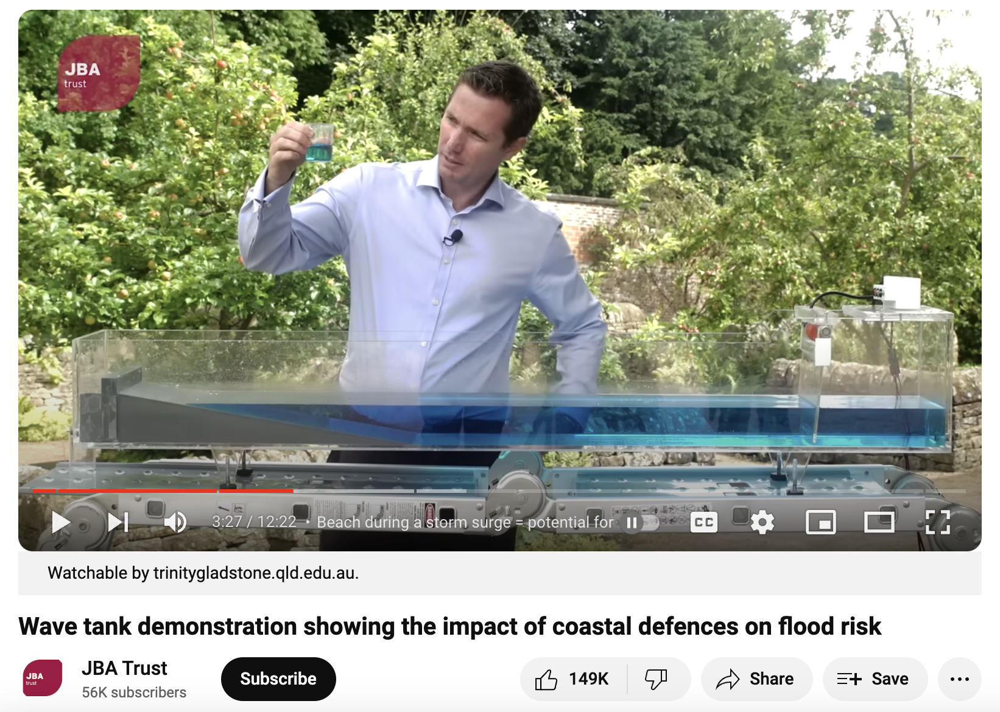 JBA
trust
3:27 / 12:22 • Beach during a storm surge = potential for
CC
Watchable by trinitygladstone.qld.edu.au.
Wave tank demonstration showing the impact of coastal defences on flood risk
JBA
trust
JBA Trust
56K subscribers
Subscribe
149K
Share
Save